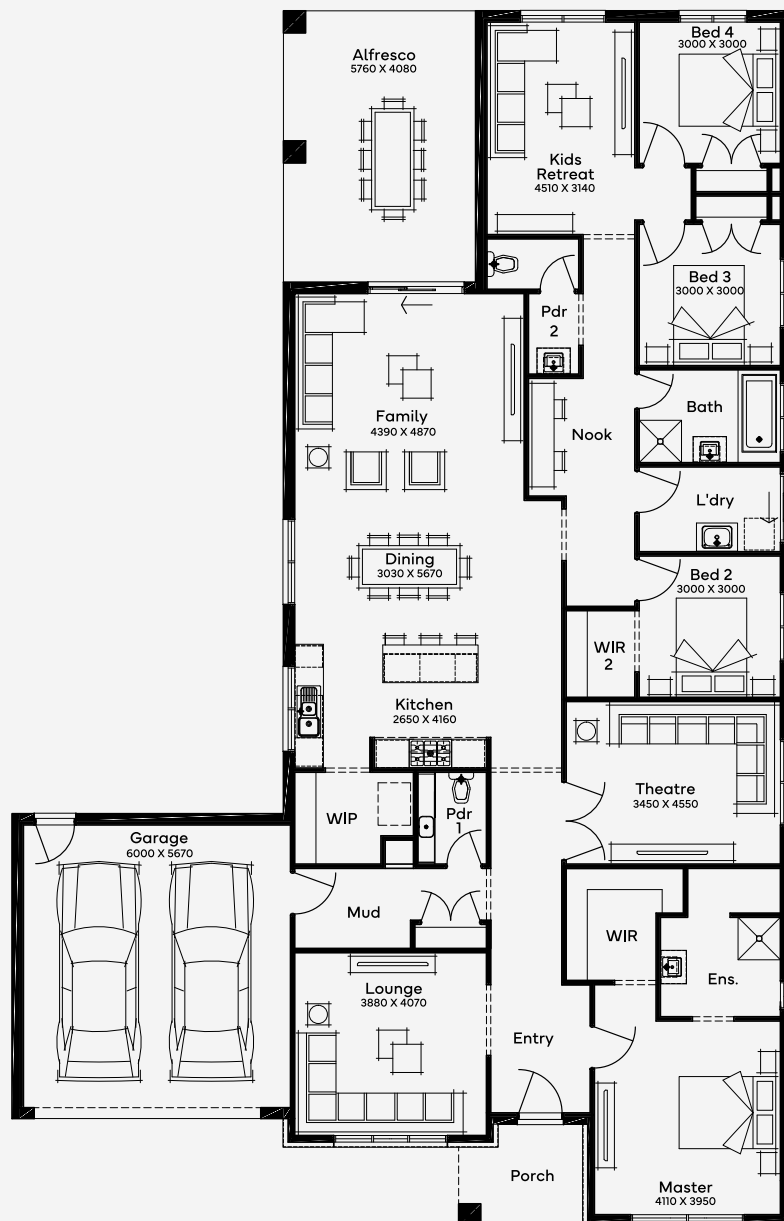 Alfresco
5760 X 4080
Bed 4
3000 X 3000
Kids
Retreat
4510 X 3140
Bed 3
3000 X 3000
Pdr
2
Family
4390 X 4870
Nook
Bath
L'dry
Dining
3030 X 5670
Bed 2
3000 X 3000
WIR
2
Kitchen
2650 X 4160
Theatre
3450 X 4550
WIP
Pdr
1
Garage
6000 X 5670
Mud
WIR
Ens.
Lounge
3880 X 4070
Entry
Porch
Master
4110 X 3950